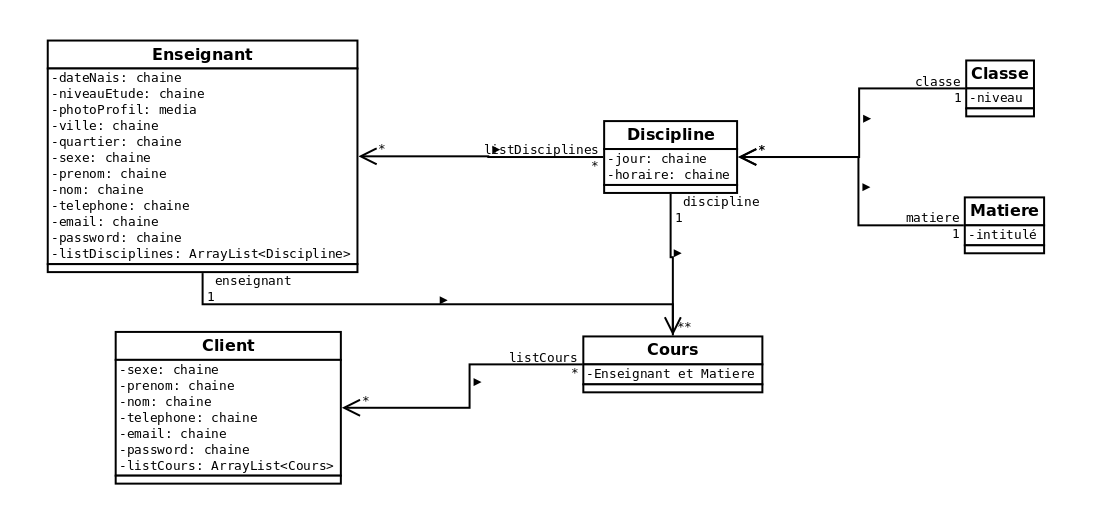 Enseignant
-dateNais: chaine
-niveauEtude: chaine
-photoProfil: media
-ville: chaine
-quartier: chaine
-sexe: chaine
-prenom: chaine
-nom: chaine
-telephone: chaine
-email: chaine
-password: chaine
-listDisciplines: ArrayList<Discipline>
*
listDisciplines
*
Discipline
-jour: chaine
-horaire: chaine
*
classe
1
Classe
-niveau
matiere
1
Matiere
-intitulé
discipline
1
enseignant
1
**
Cours
-Enseignant et Matiere
listCours
*
*
Client
-sexe: chaine
-prenom: chaine
-nom: chaine
-telephone: chaine
-email: chaine
-password: chaine
-listCours: ArrayList<Cours>